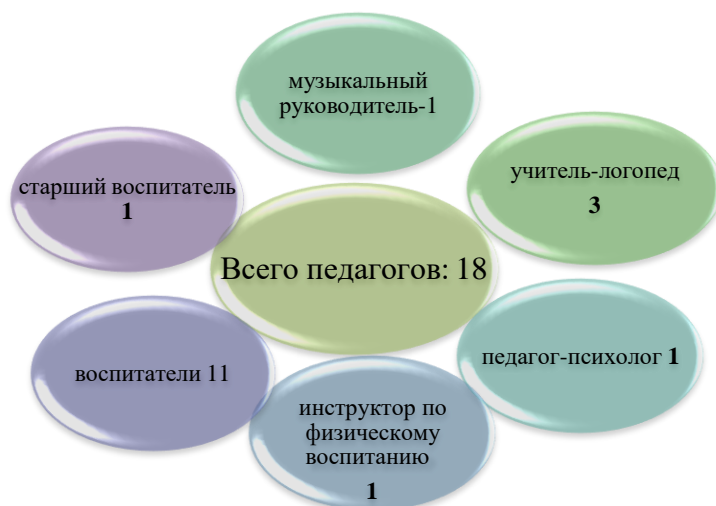 музыкальный
руководитель-1
учитель-логопед
3
старший воспитатель
1
Всего педагогов: 18
педагог-психолог 1
воспитатели 11
инструктор по
физическому
воспитанию
1